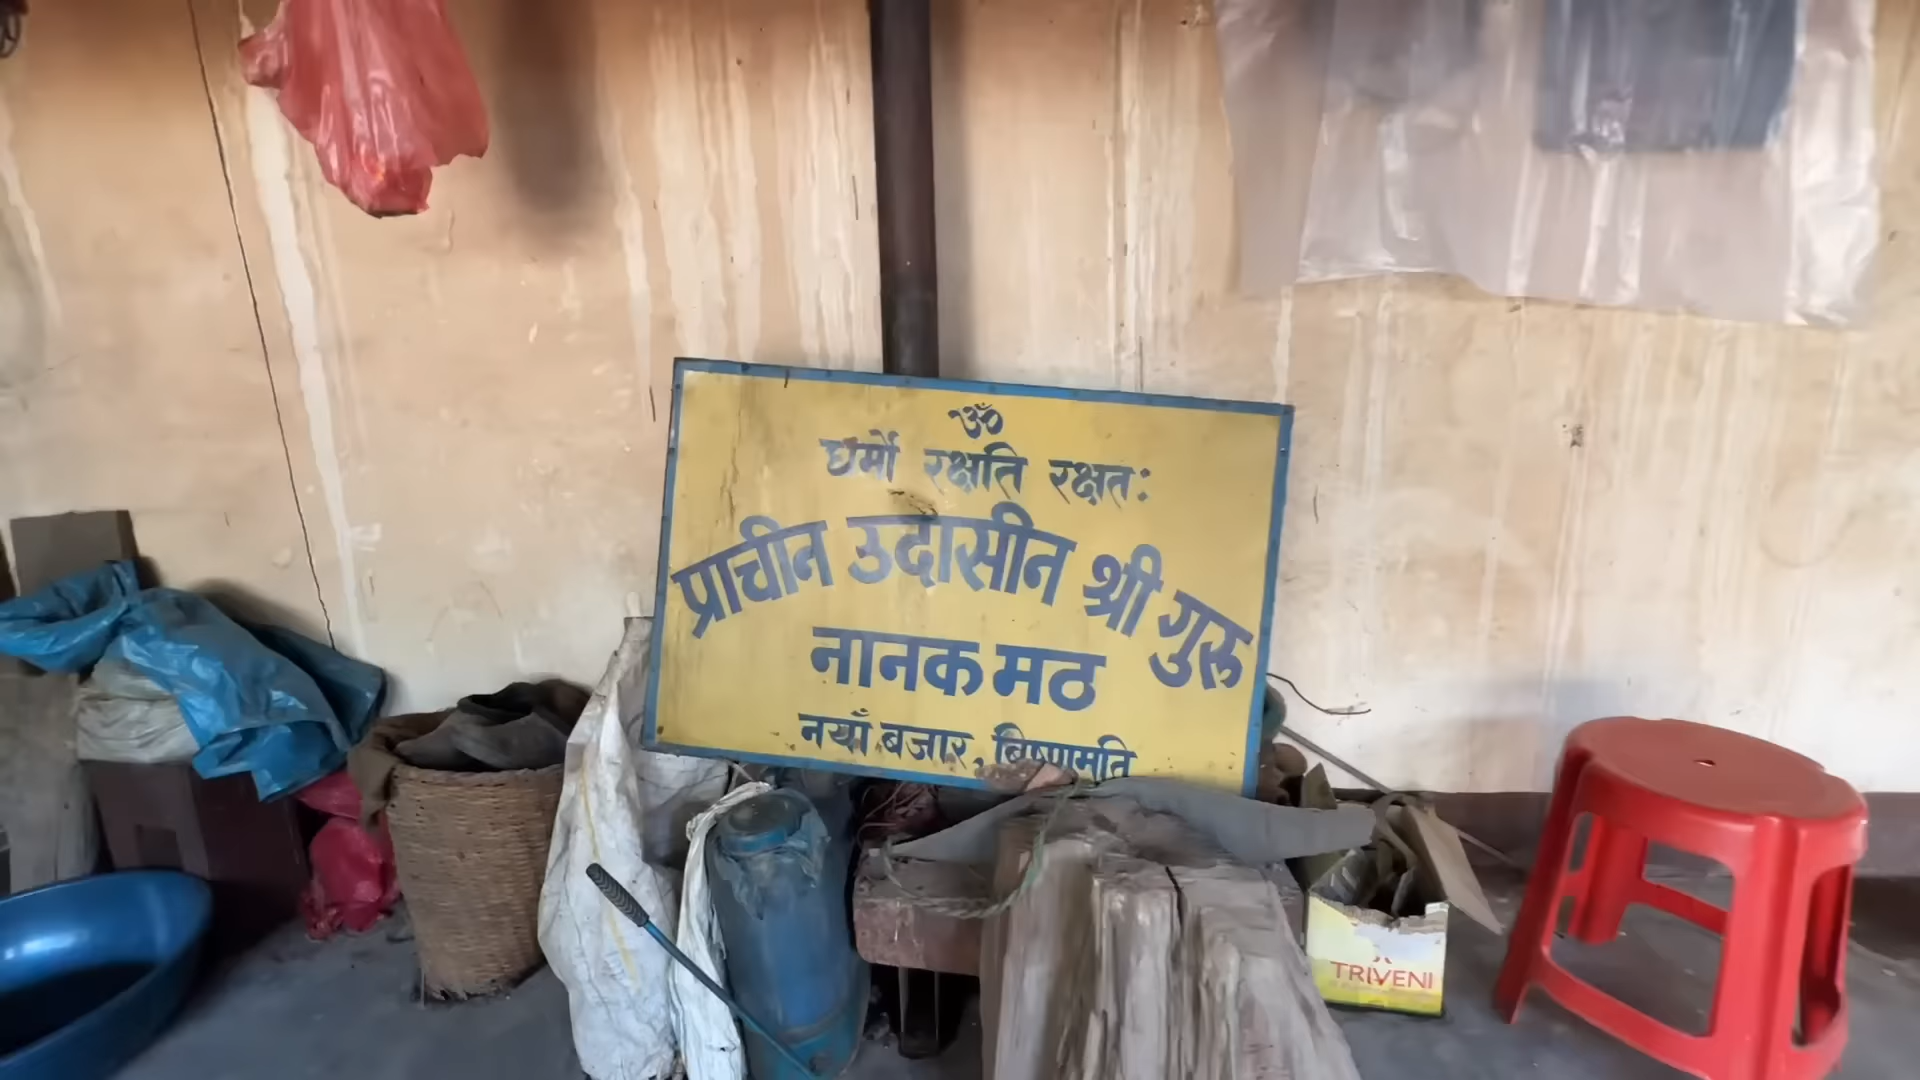 ॐ
धर्मो रक्षति रक्षतः
प्राचीन उदासीन श्री गुरू
नानक मठ
नयाँ बजार, बिष्णुमति
TRIVENI